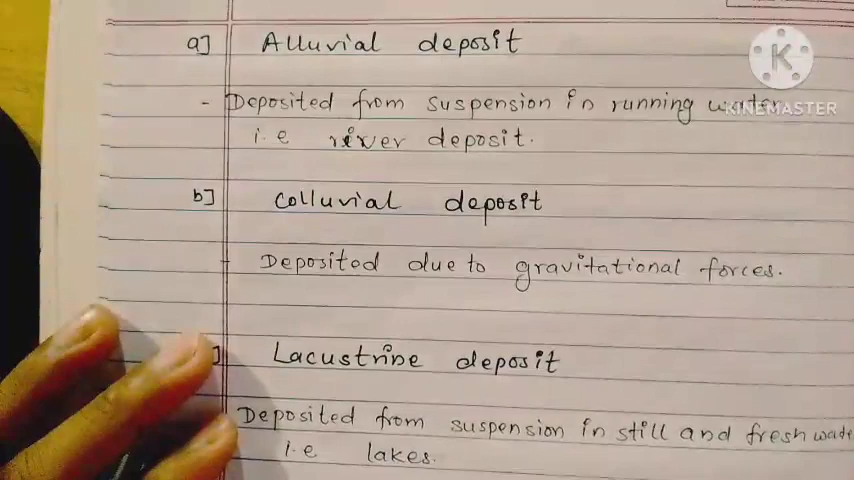 a] Alluvial deposit
- Deposited from suspension in running water
i.e river deposit.
b] Colluvial deposit
- Deposited due to gravitational forces.
] Lacustrine deposit
Deposited from suspension in still and fresh wate
i.e lakes.
K
KINEMASTER